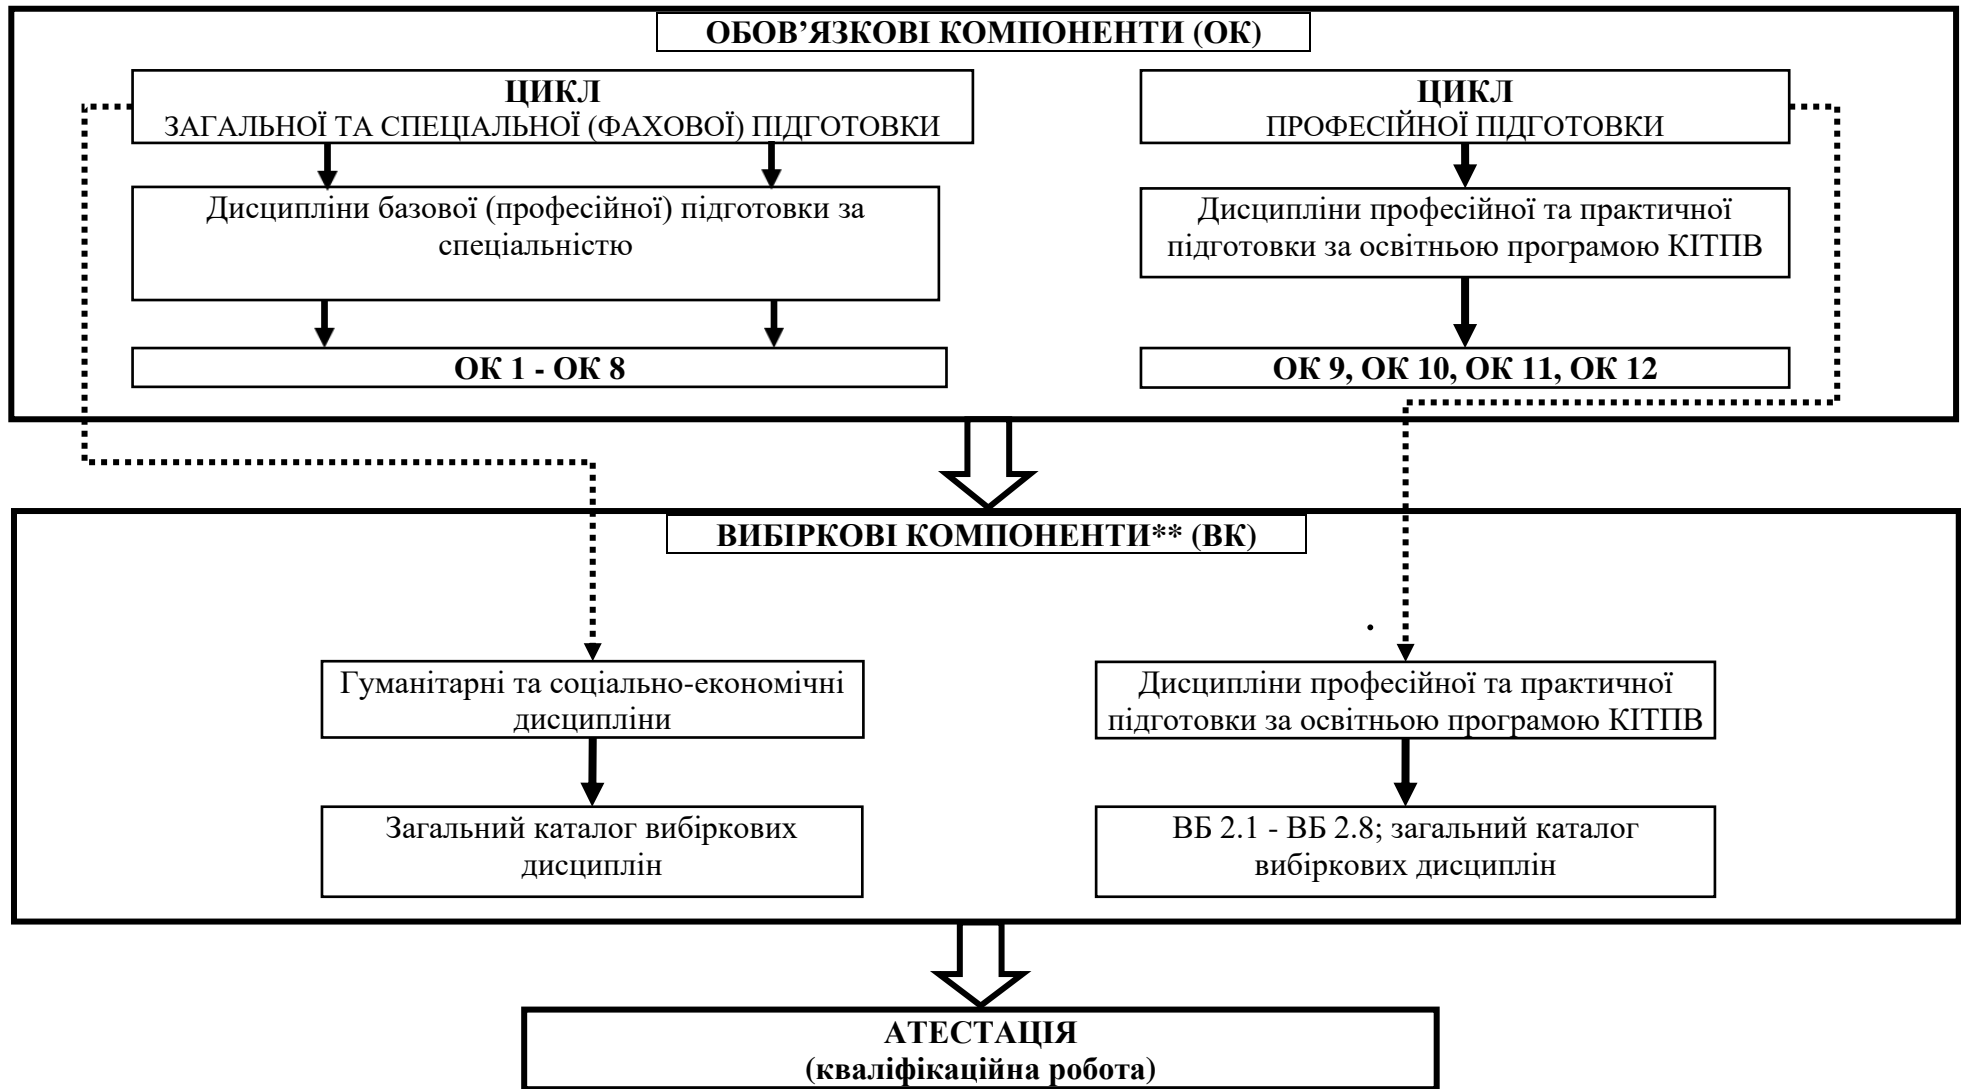 ОБОВ’ЯЗКОВІ КОМПОНЕНТИ (ОК)
ЦИКЛ
ЗАГАЛЬНОЇ ТА СПЕЦІАЛЬНОЇ (ФАХОВОЇ) ПІДГОТОВКИ
ЦИКЛ
ПРОФЕСІЙНОЇ ПІДГОТОВКИ
Дисципліни базової (професійної) підготовки за
спеціальністю
Дисципліни професійної та практичної
підготовки за освітньою програмою КІТПВ
ОК 1 - ОК 8
ОК 9, ОК 10, ОК 11, ОК 12
ВИБІРКОВІ КОМПОНЕНТИ** (ВК)
.
Гуманітарні та соціально-економічні
дисципліни
Дисципліни професійної та практичної
підготовки за освітньою програмою КІТПВ
Загальний каталог вибіркових
дисциплін
ВБ 2.1 - ВБ 2.8; загальний каталог
вибіркових дисциплін
АТЕСТАЦІЯ
(кваліфікаційна робота)